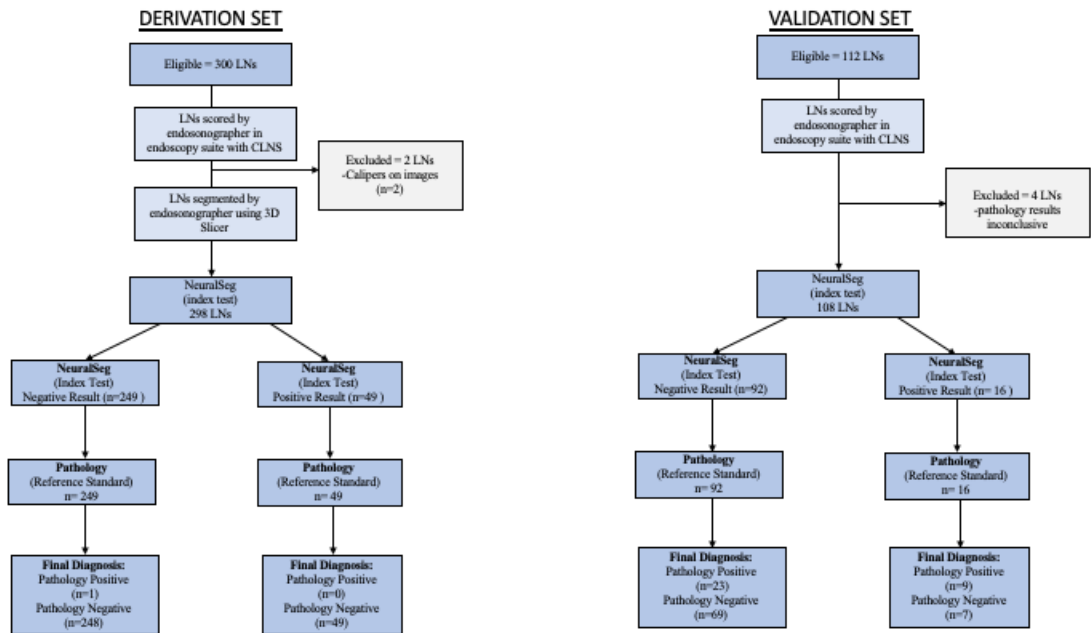 DERIVATION SET
Eligible = 300 LNs
LNs scored by
endosonographer in
endoscopy suite with CLNS
Excluded = 2 LNs
-Calipers on images
(n=2)
LNs segmented by
endosonographer using 3D
Slicer
NeuralSeg
(index test)
298 LNs
NeuralSeg
(Index Test)
Negative Result (n=249 )
NeuralSeg
(Index Test)
Positive Result (n=49 )
Pathology
(Reference Standard)
n= 249
Pathology
(Reference Standard)
n= 49
Final Diagnosis:
Pathology Positive
(n=1)
Pathology Negative
(n=248)
Final Diagnosis:
Pathology Positive
(n=0)
Pathology Negative
(n=49)
VALIDATION SET
Eligible = 112 LNs
LNs scored by
endosonographer in
endoscopy suite with CLNS
Excluded = 4 LNs
-pathology results
inconclusive
NeuralSeg
(index test)
108 LNs
NeuralSeg
(Index Test)
Negative Result (n=92)
NeuralSeg
(Index Test)
Positive Result (n= 16 )
Pathology
(Reference Standard)
n= 92
Pathology
(Reference Standard)
n= 16
Final Diagnosis:
Pathology Positive
(n=23)
Pathology Negative
(n=69)
Final Diagnosis:
Pathology Positive
(n=9)
Pathology Negative
(n=7)